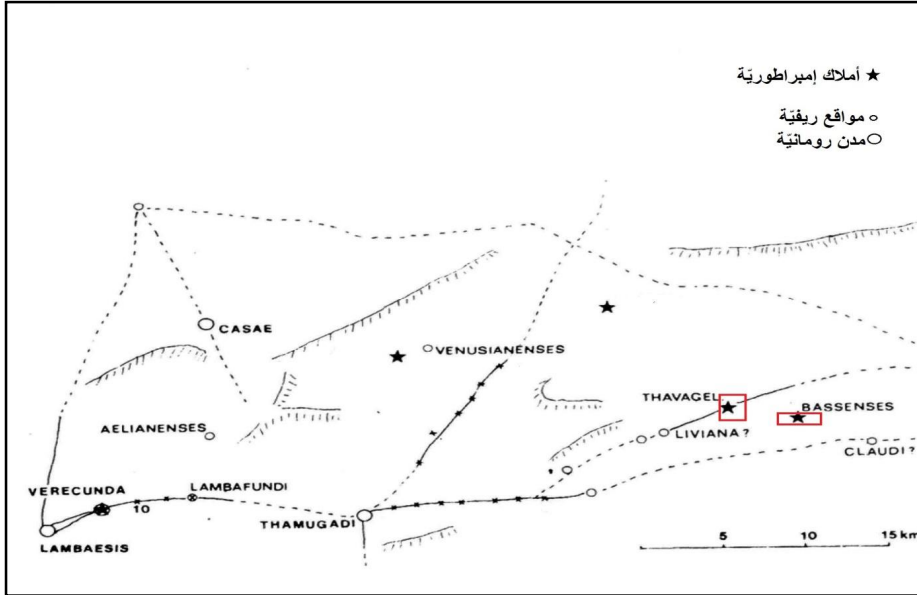 ★ أملاك إمبراطوريّة
○ مواقع ريفيّة
○ مدن رومانيّة
CASAE
VENUSIANENSES
THAVAGEL
BASSENSES
AELIANENSES
LIVIANA?
CLAUDI?
VERECUNDA
LAMBAFUNDI
10
THAMUGADI
LAMBAESIS
5 10 15 km